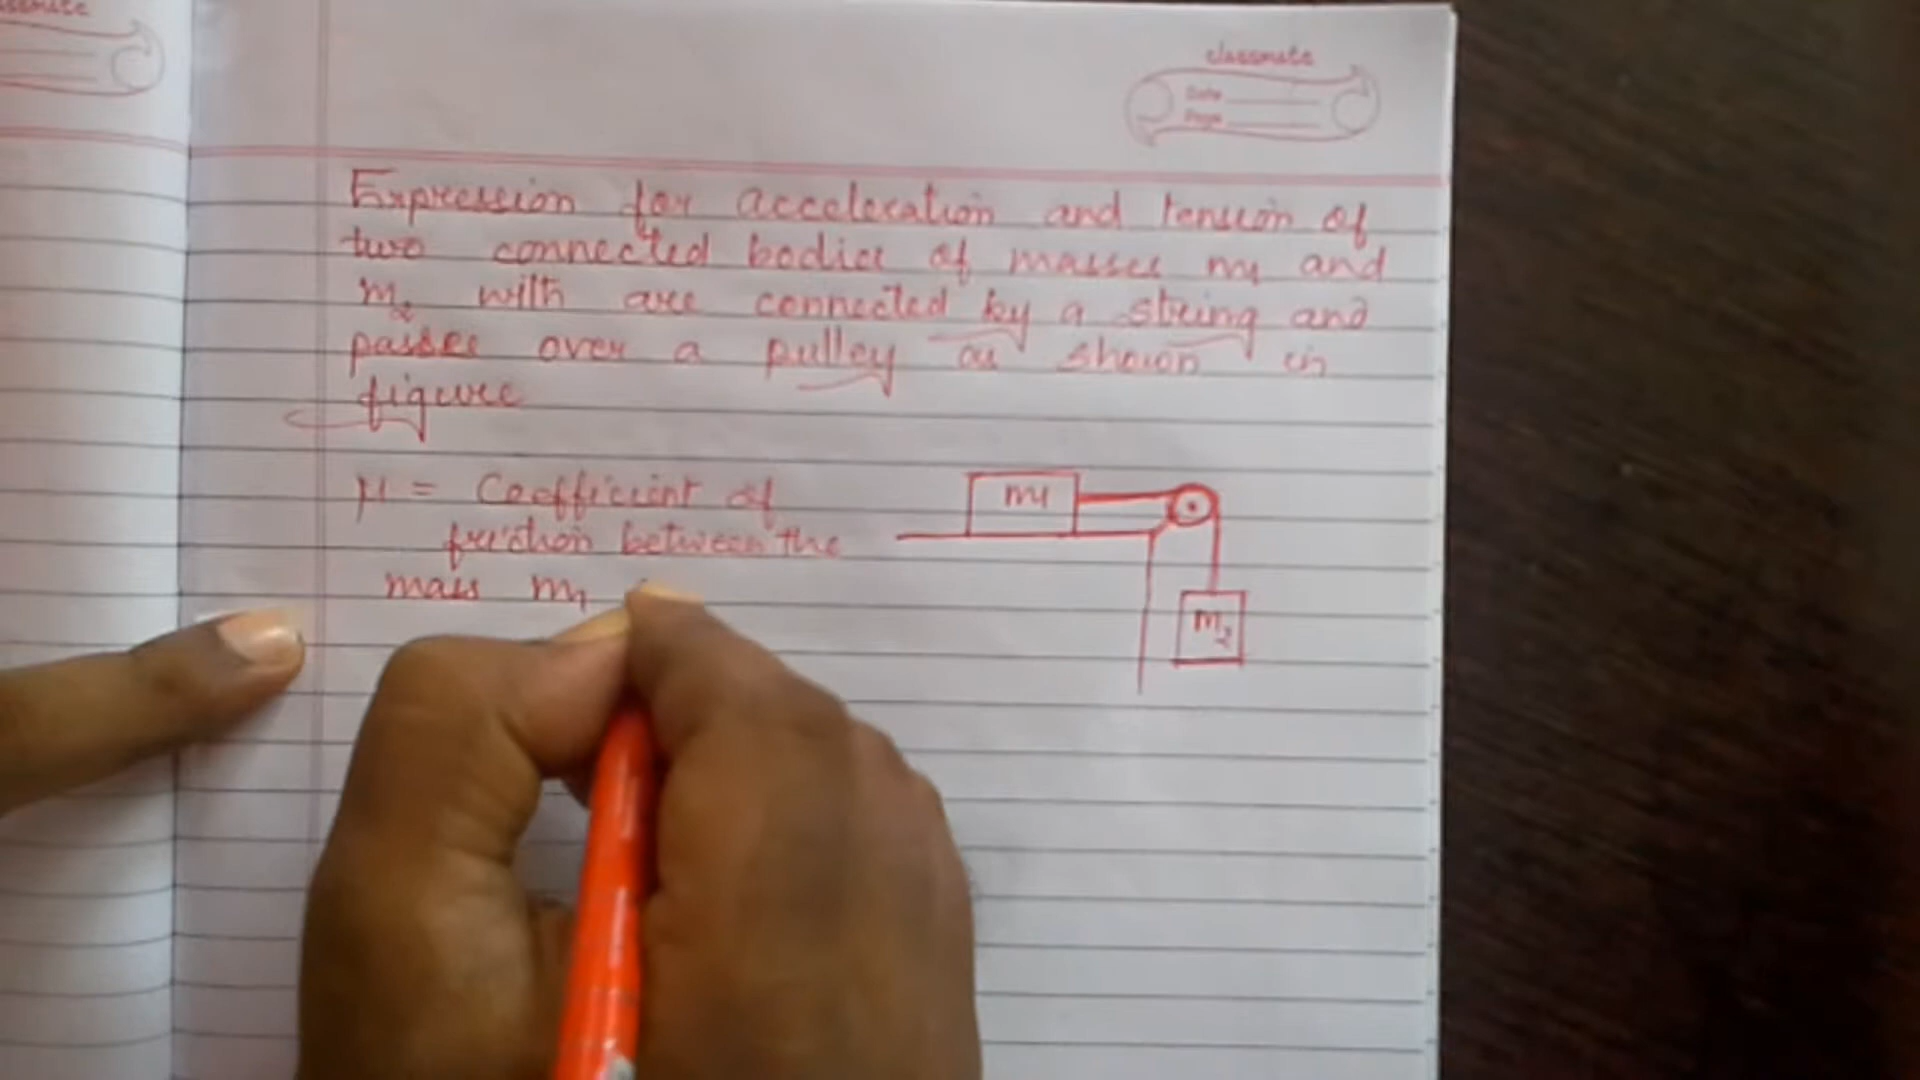 classmate
Date
Page
Expression for acceleration and tension of
two connected bodies of masses m1 and
m2 with are connected by a string and
passes over a pulley as shown in
figure
μ = Coefficient of
friction between the
mass m1
m1
m2